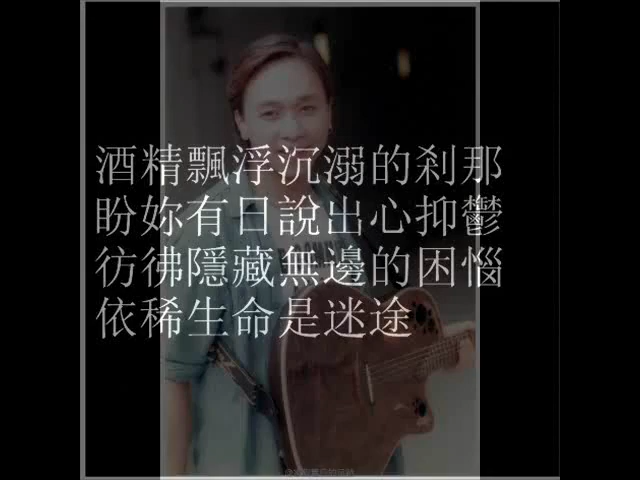 酒精飄浮沉溺的剎那
盼妳有日說出心抑鬱
彷彿隱藏無邊的困惱
依稀生命是迷途